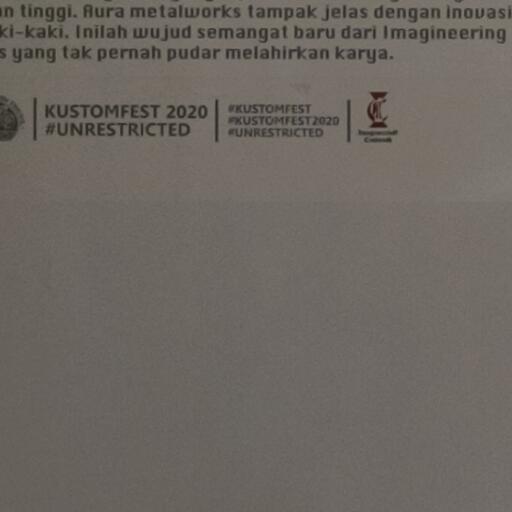 n tinggi. Aura metalworks tampak jelas dengan inovasi
ki-kaki. Inilah wujud semangat baru dari Imagineering
s yang tak pernah pudar melahirkan karya.
KUSTOMFEST 2020
#UNRESTRICTED
#KUSTOMFEST
#KUSTOMFEST2020
#UNRESTRICTED